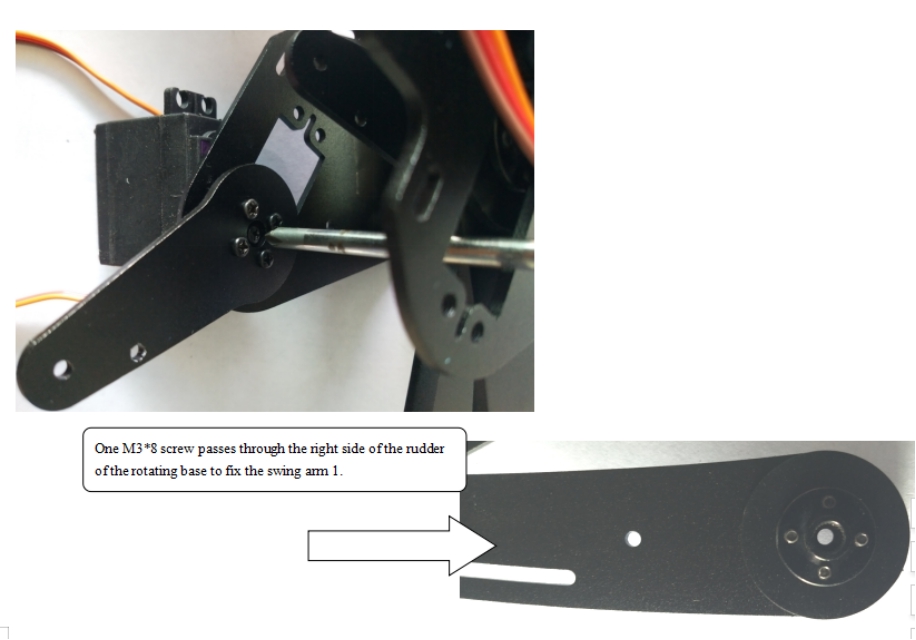 One M3*8 screw passes through the right side of the rudder
of the rotating base to fix the swing arm 1.